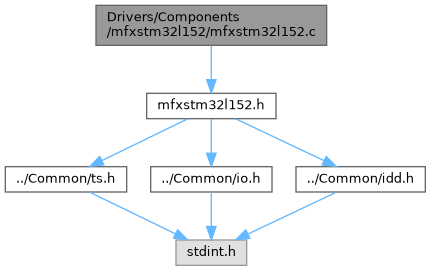 Drivers/Components
/mfxstm32l152/mfxstm32l152.c
mfxstm32l152.h
../Common/ts.h
../Common/io.h
../Common/idd.h
stdint.h